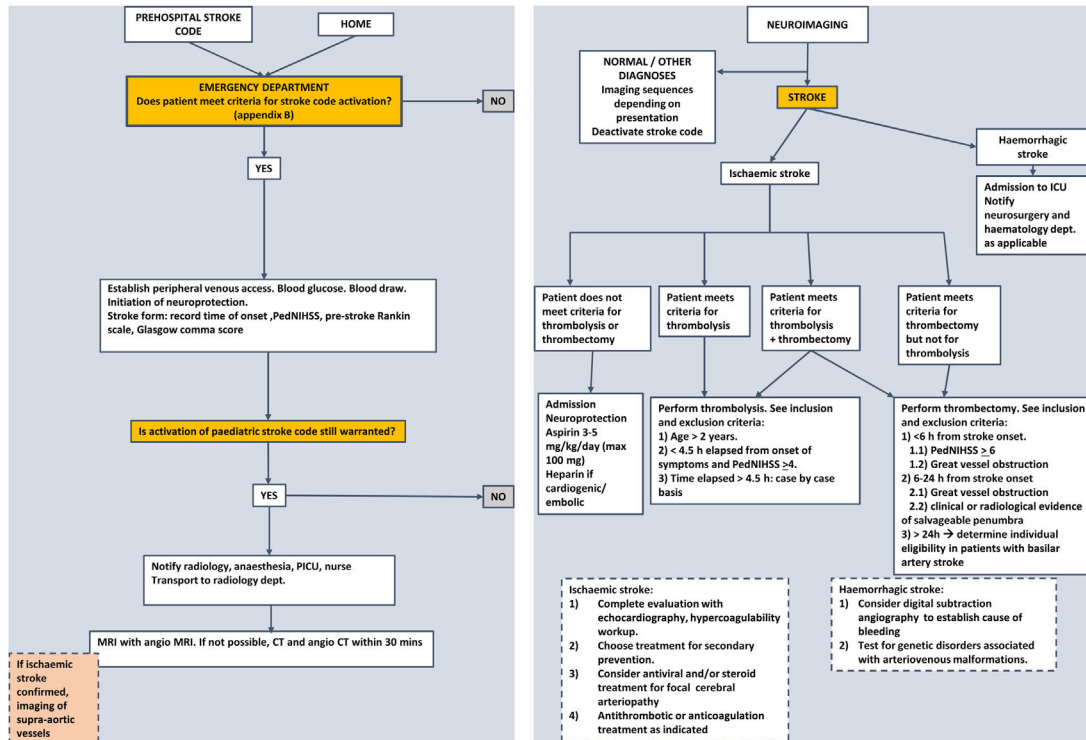 PREHOSPITAL STROKE
CODE
HOME
EMERGENCY DEPARTMENT
Does patient meet criteria for stroke code activation?
(appendix B)
NO
YES
Establish peripheral venous access. Blood glucose. Blood draw.
Initiation of neuroprotection.
Stroke form: record time of onset ,PedNIHSS, pre-stroke Rankin
scale, Glasgow comma score
Is activation of paediatric stroke code still warranted?
YES
NO
Notify radiology, anaesthesia, PICU, nurse
Transport to radiology dept.
MRI with angio MRI. If not possible, CT and angio CT within 30 mins
If ischaemic
stroke
confirmed,
imaging of
supra-aortic
vessels
NEUROIMAGING
NORMAL / OTHER
DIAGNOSES
Imaging sequences
depending on
presentation
Deactivate stroke code
STROKE
Haemorrhagic
stroke
Ischaemic stroke
Admission to ICU
Notify
neurosurgery and
haematology dept.
as applicable
Patient does not
meet criteria for
thrombolysis or
thrombectomy
Patient meets
criteria for
thrombolysis
Patient meets
criteria for
thrombolysis
+ thrombectomy
Patient meets
criteria for
thrombectomy
but not for
thrombolysis
Admission
Neuroprotection
Aspirin 3-5
mg/kg/day (max
100 mg)
Heparin if
cardiogenic/
embolic
Perform thrombolysis. See inclusion
and exclusion criteria:
1) Age > 2 years.
2) < 4.5 h elapsed from onset of
symptoms and PedNIHSS ≥4.
3) Time elapsed > 4.5 h: case by case
basis
Perform thrombectomy. See inclusion
and exclusion criteria:
1) <6 h from stroke onset.
1.1) PedNIHSS ≥ 6
1.2) Great vessel obstruction
2) 6-24 h from stroke onset
2.1) Great vessel obstruction
2.2) clinical or radiological evidence
of salvageable penumbra
3) > 24h → determine individual
eligibility in patients with basilar
artery stroke
Ischaemic stroke:
1) Complete evaluation with
echocardiography, hypercoagulability
workup.
2) Choose treatment for secondary
prevention.
3) Consider antiviral and/or steroid
treatment for focal cerebral
arteriopathy
4) Antithrombotic or anticoagulation
treatment as indicated
Haemorrhagic stroke:
1) Consider digital subtraction
angiography to establish cause of
bleeding
2) Test for genetic disorders associated
with arteriovenous malformations.